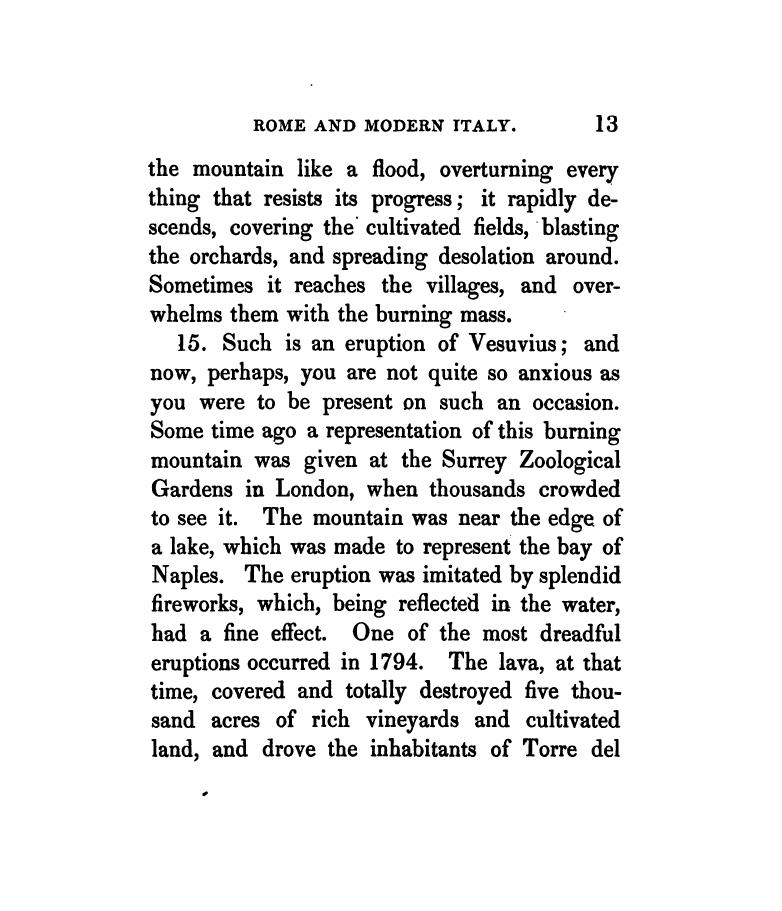 ROME AND MODERN ITALY. 13
the mountain like a flood, overturning every
thing that resists its progress; it rapidly de-
scends, covering the cultivated fields, blasting
the orchards, and spreading desolation around.
Sometimes it reaches the villages, and over-
whelms them with the burning mass.
15. Such is an eruption of Vesuvius; and
now, perhaps, you are not quite so anxious as
you were to be present on such an occasion.
Some time ago a representation of this burning
mountain was given at the Surrey Zoological
Gardens in London, when thousands crowded
to see it. The mountain was near the edge of
a lake, which was made to represent the bay of
Naples. The eruption was imitated by splendid
fireworks, which, being reflected in the water,
had a fine effect. One of the most dreadful
eruptions occurred in 1794. The lava, at that
time, covered and totally destroyed five thou-
sand acres of rich vineyards and cultivated
land, and drove the inhabitants of Torre del